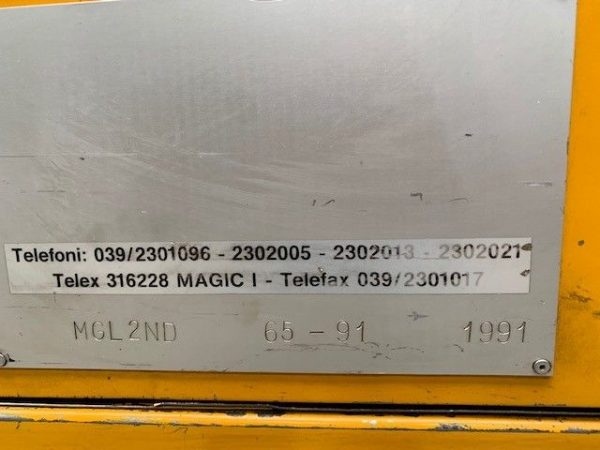 Telefoni: 039/2301096 - 2302005 - 2302013 - 2302021
Telex 316228 MAGIC I - Telefax 039/2301017
MGL2ND 65-91 1991